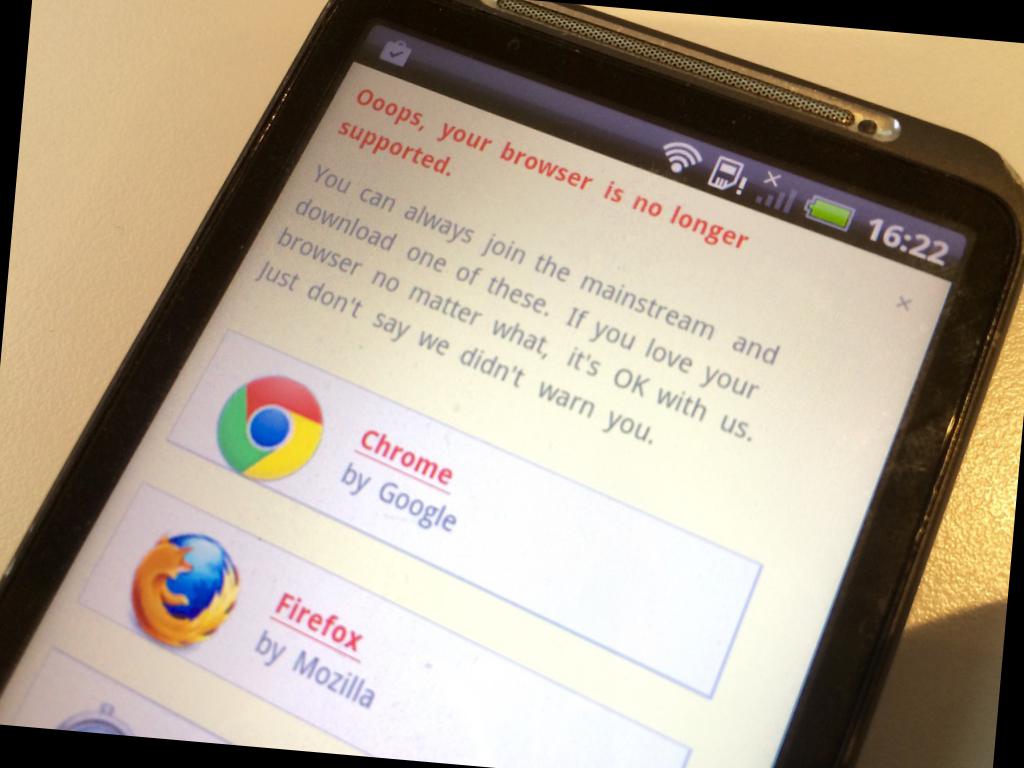 16:22
Ooops, your browser is no longer
supported.
You can always join the mainstream and
download one of these. If you love your
browser no matter what, it's OK with us.
Just don't say we didn't warn you.
Chrome
by Google
Firefox
by Mozilla